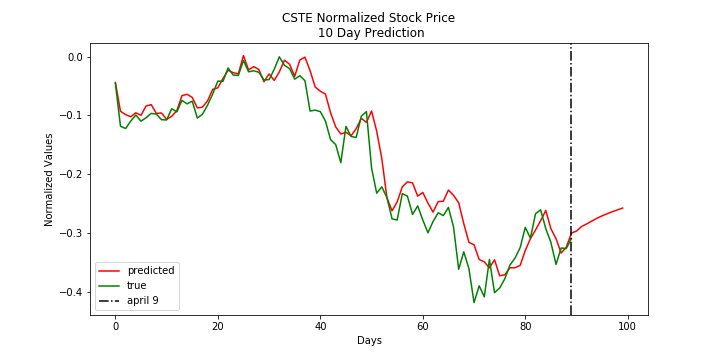 CSTE Normalized Stock Price
10 Day Prediction
Normalized Values
0.0
−0.1
−0.2
−0.3
−0.4
predicted
true
april 9
0
20
40
60
80
100
Days